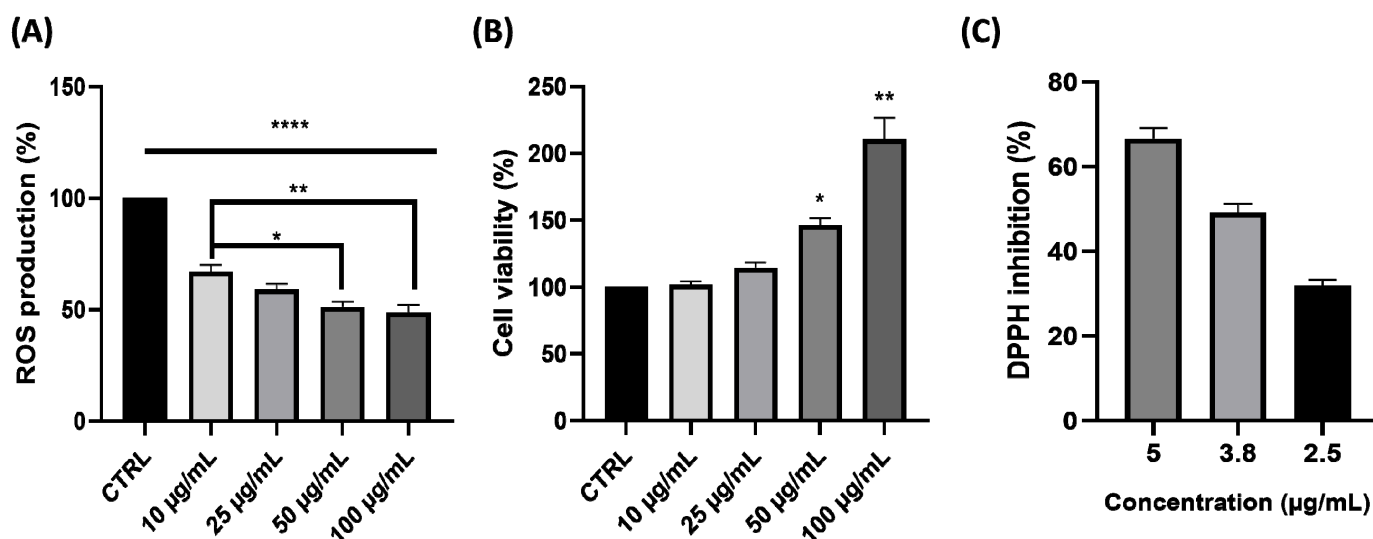 (A)
ROS production (%)
150
100
50
0
****
**
*
CTRL
10 µg/mL
25 µg/mL
50 µg/mL
100 µg/mL
(B)
Cell viability (%)
250
200
150
100
50
0
*
**
CTRL
10 µg/mL
25 µg/mL
50 µg/mL
100 µg/mL
(C)
DPPH inhibition (%)
80
60
40
20
0
5 3.8 2.5
Concentration (µg/mL)